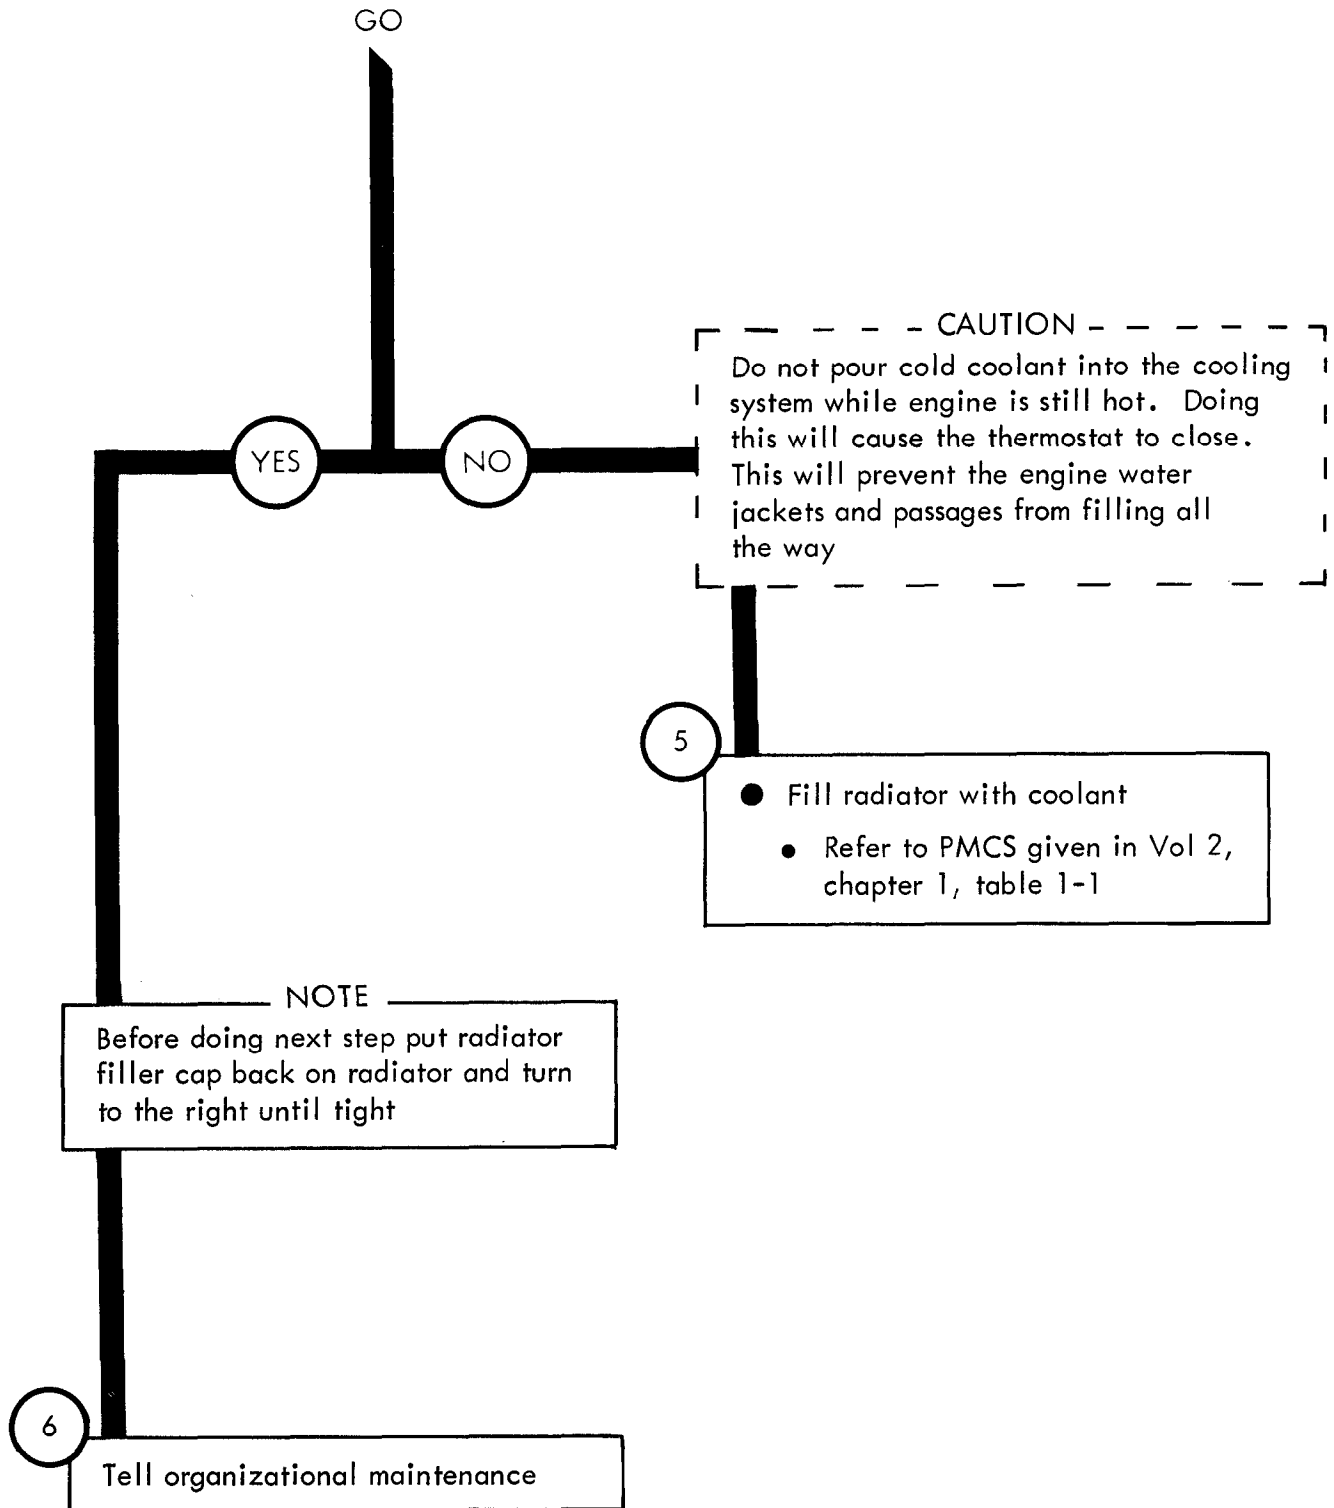 GO
YES
NO
CAUTION
Do not pour cold coolant into the cooling
system while engine is still hot. Doing
this will cause the thermostat to close.
This will prevent the engine water
jackets and passages from filling all
the way
5
● Fill radiator with coolant
● Refer to PMCS given in Vol 2,
chapter 1, table 1-1
NOTE
Before doing next step put radiator
filler cap back on radiator and turn
to the right until tight
6
Tell organizational maintenance